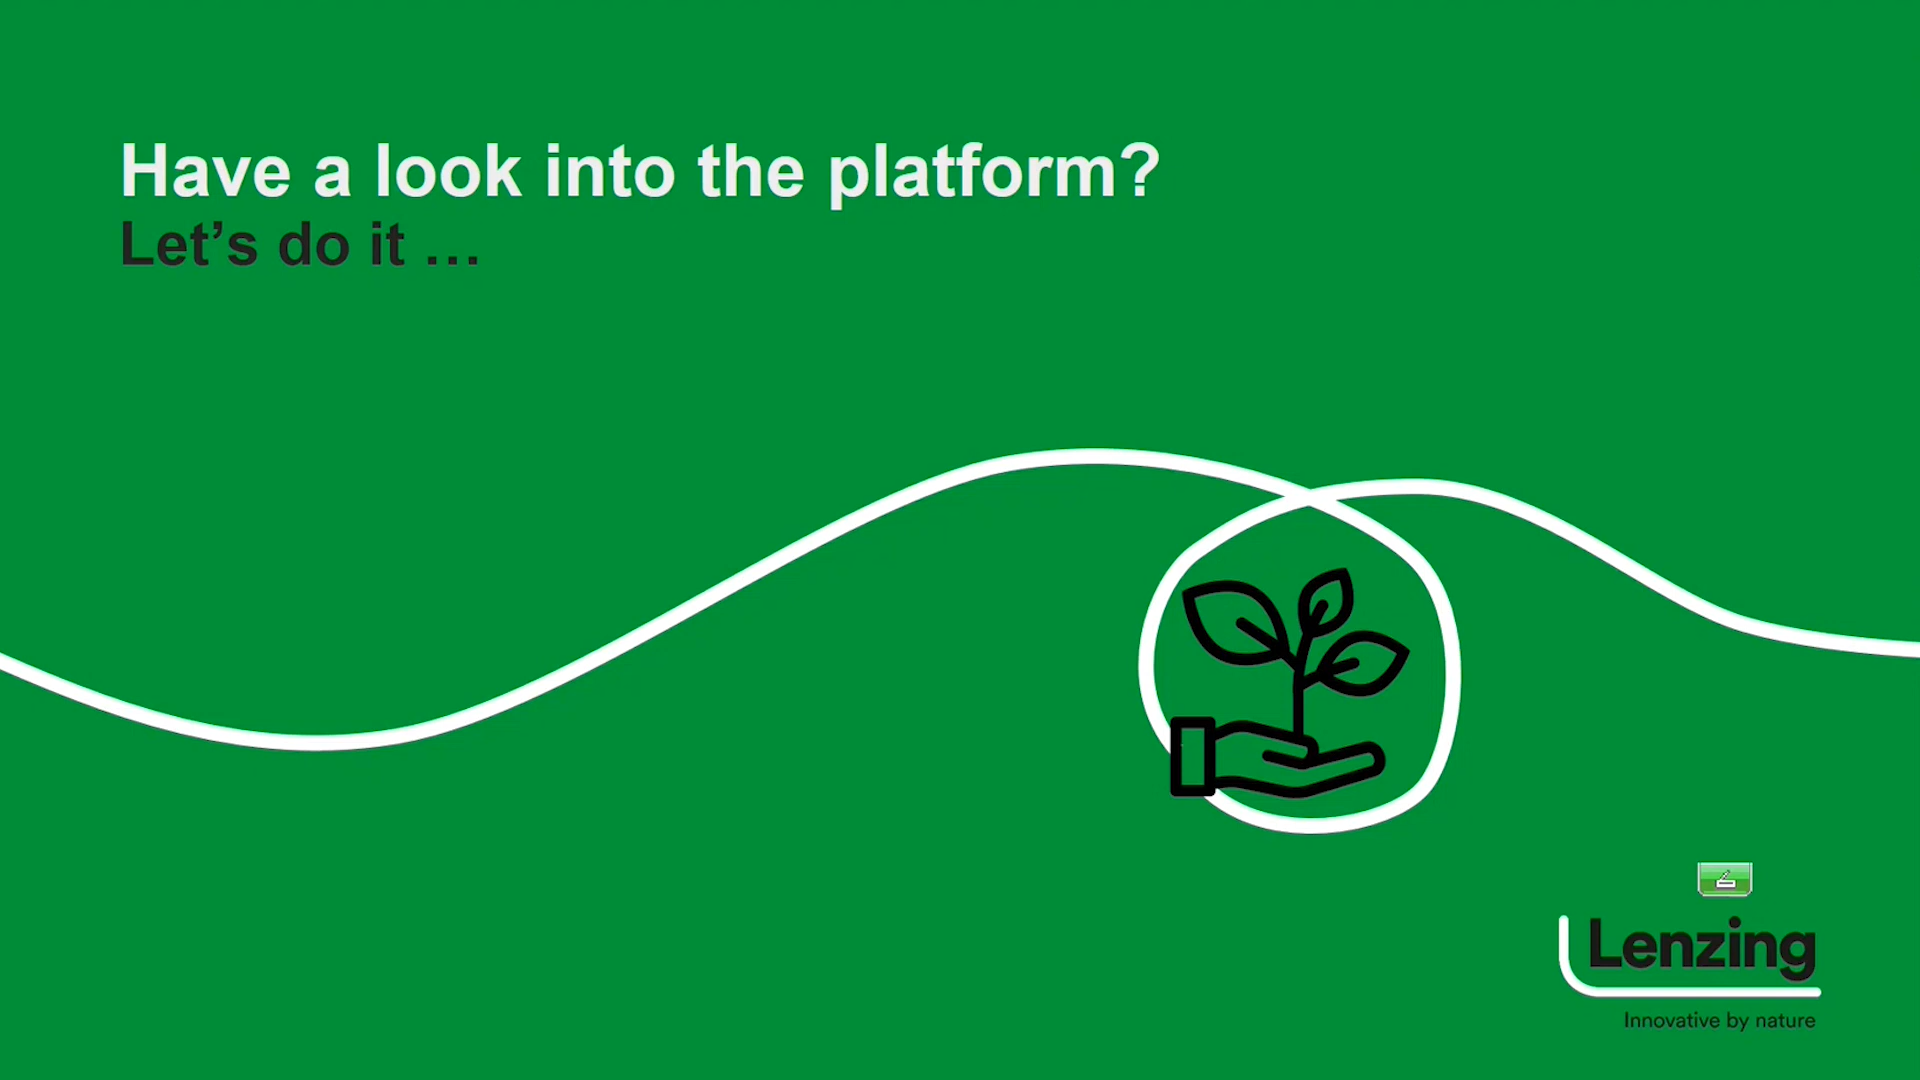 Have a look into the platform?
Let’s do it …
Lenzing
Innovative by nature